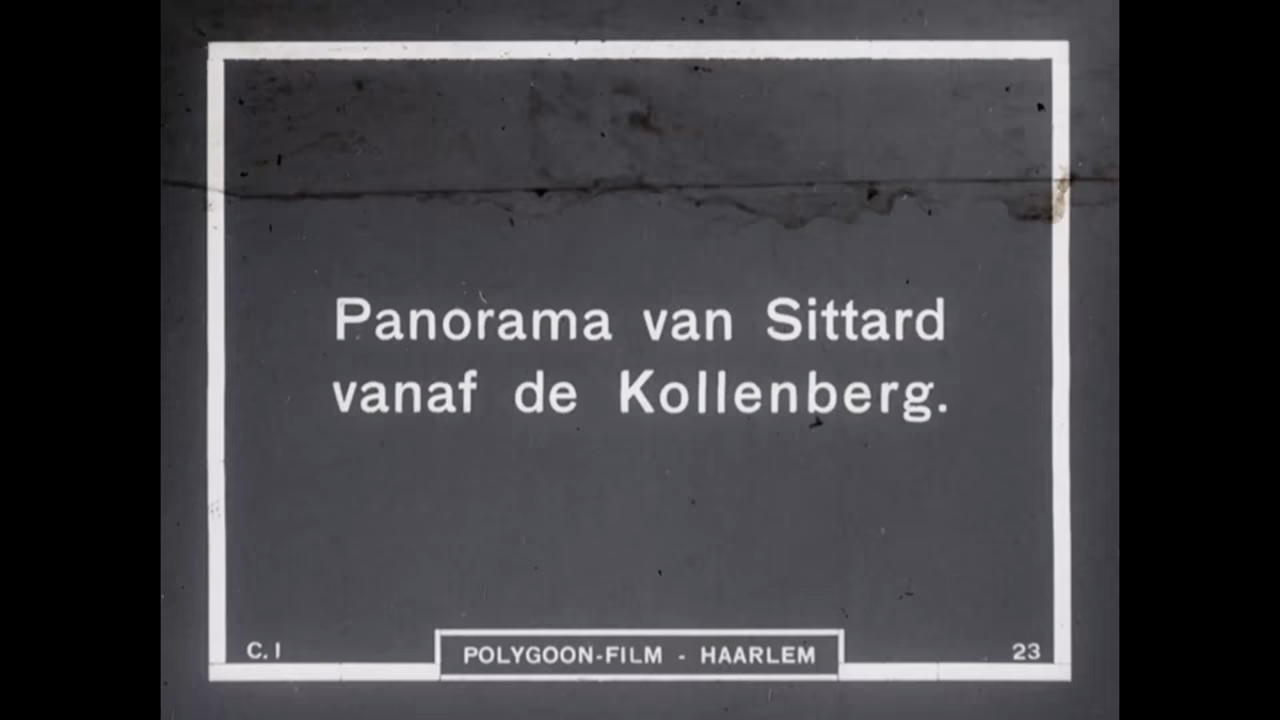 Panorama van Sittard
vanaf de Kollenberg.
C. I
POLYGOON-FILM - HAARLEM
23